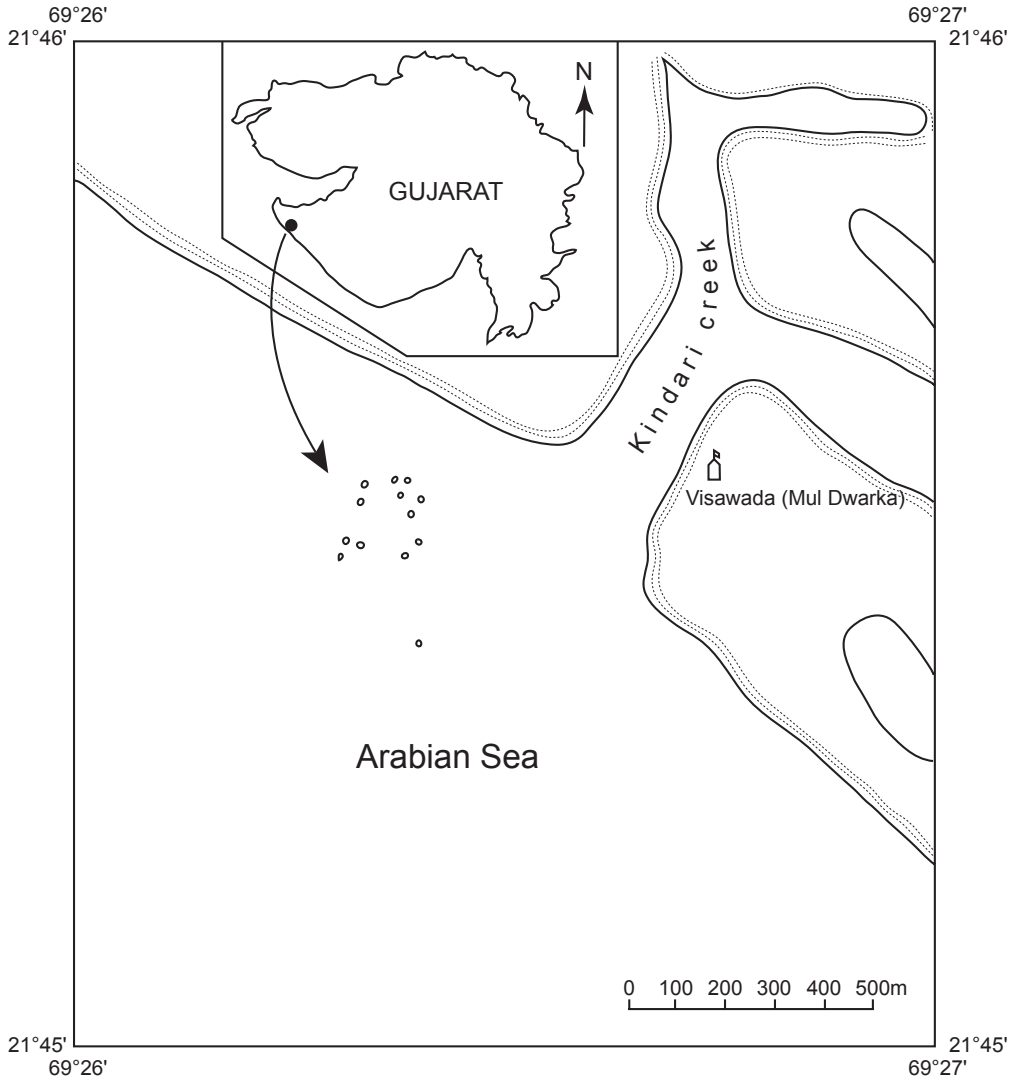 69°26'
69°27'
21°46'
21°46'
N
GUJARAT
Kindari creek
Visawada (Mul Dwarka)
Arabian Sea
0 100 200 300 400 500m
21°45'
21°45'
69°26'
69°27'